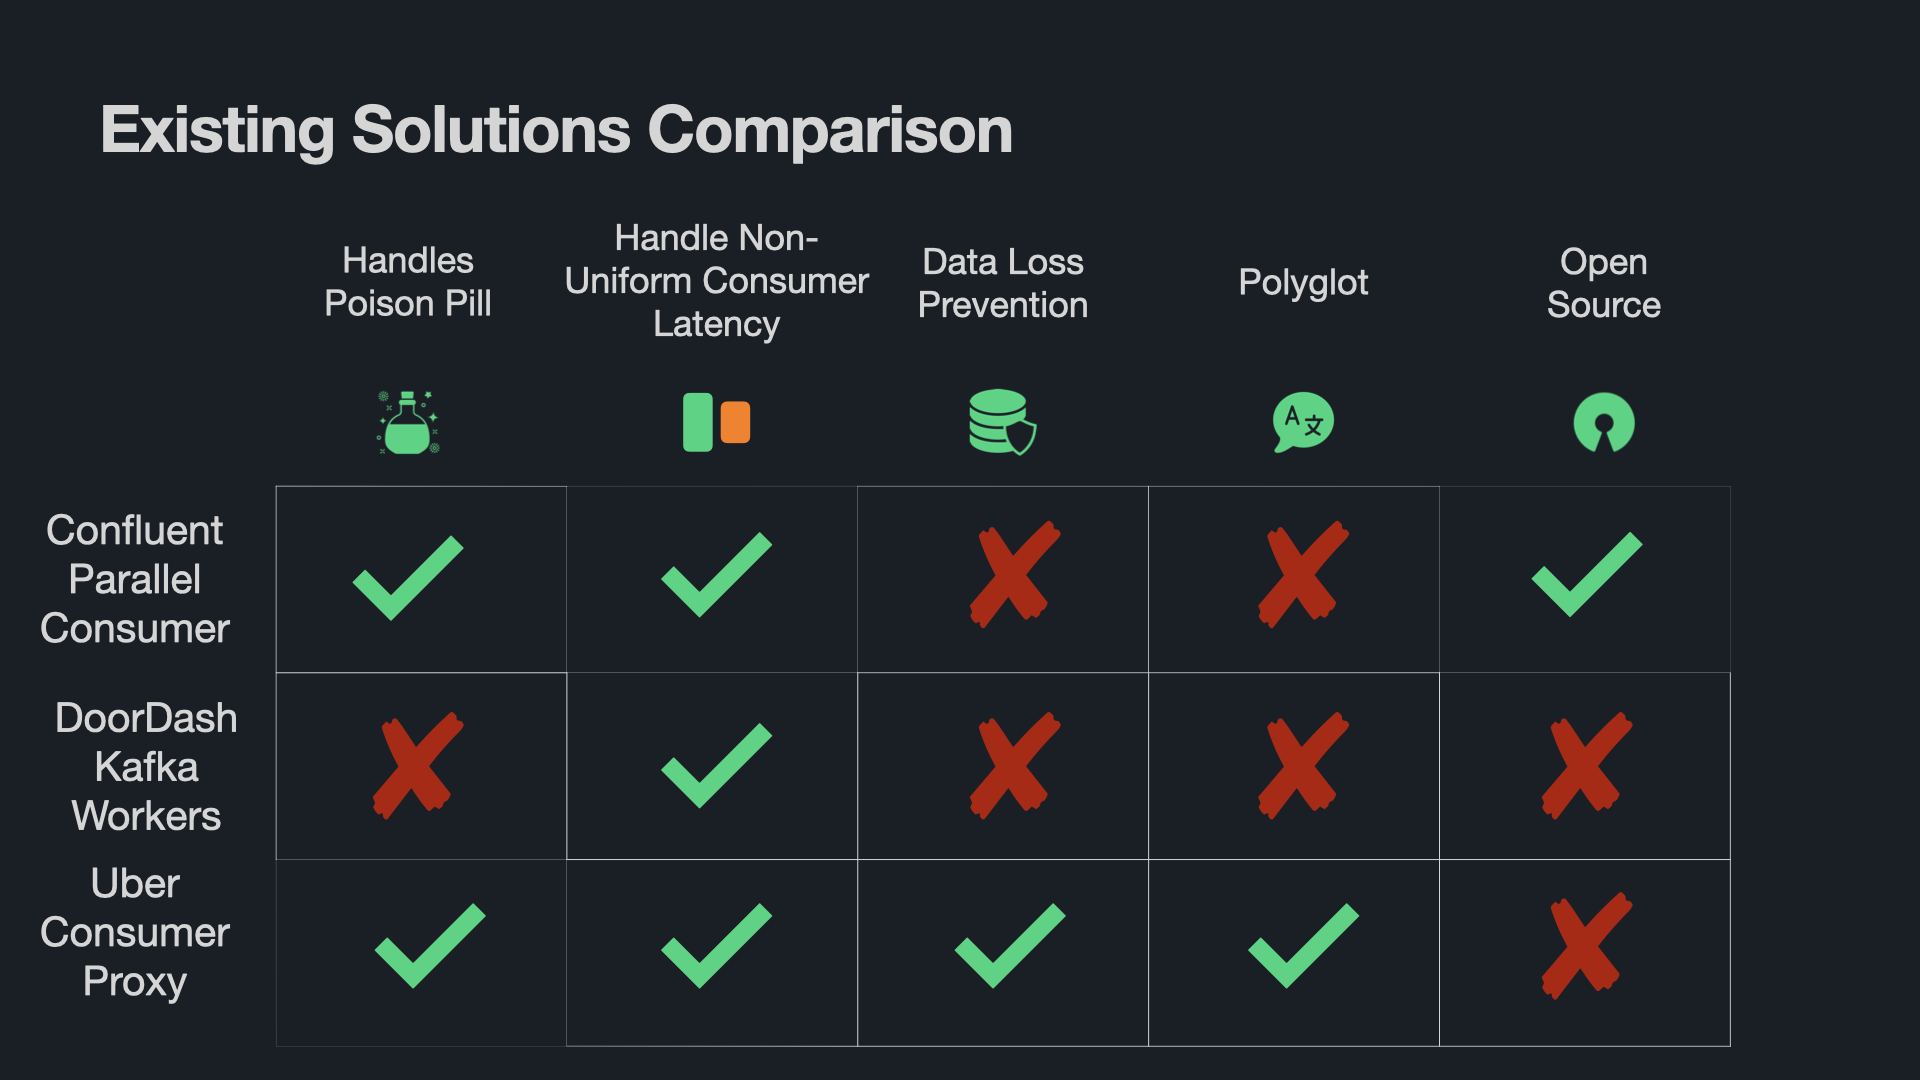 Existing Solutions Comparison
Handles
Poison Pill
Handle Non-
Uniform Consumer
Latency
Data Loss
Prevention
Polyglot
Open
Source
A 文
Confluent
Parallel
Consumer
DoorDash
Kafka
Workers
Uber
Consumer
Proxy